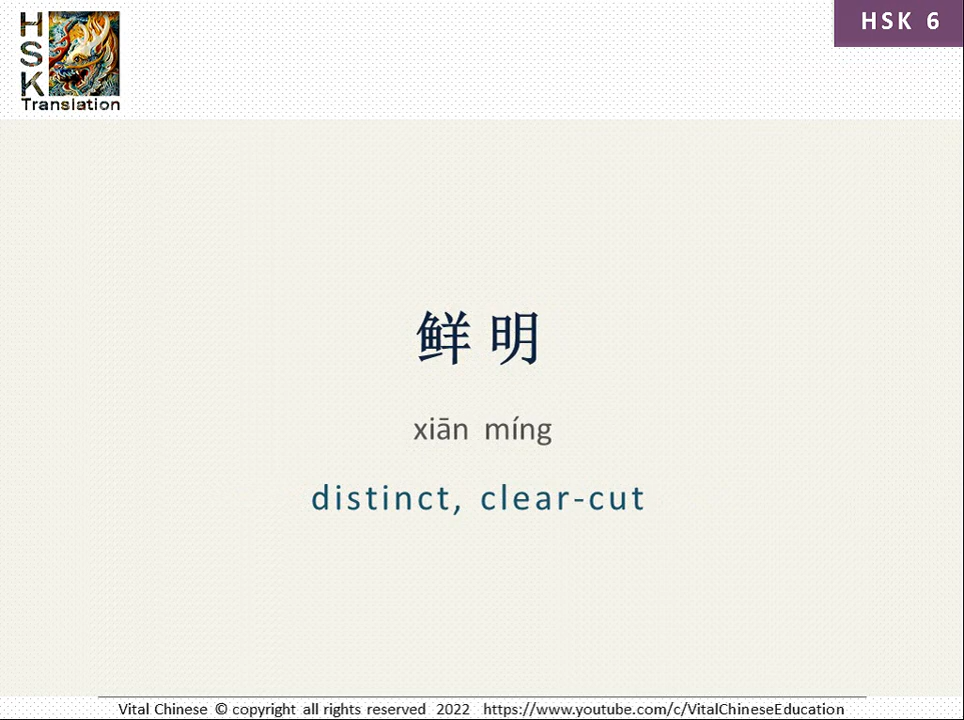 HSK
Translation
HSK 6
鲜明
xiān míng
distinct, clear-cut
Vital Chinese © copyright all rights reserved 2022 https://www.youtube.com/c/VitalChineseEducation